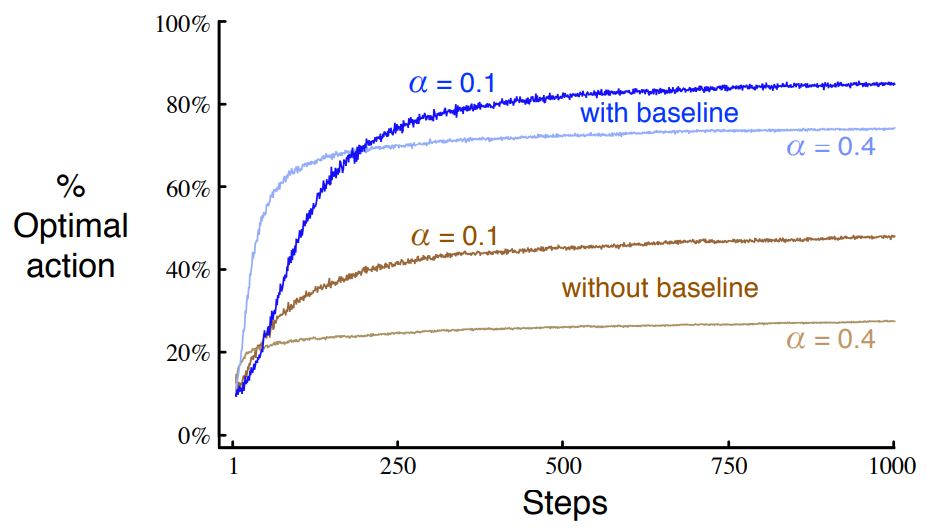 100%
α = 0.1
80%
with baseline
α = 0.4
60%
%
Optimal
action
α = 0.1
40%
without baseline
20%
α = 0.4
0%
1 250 500 750 1000
Steps